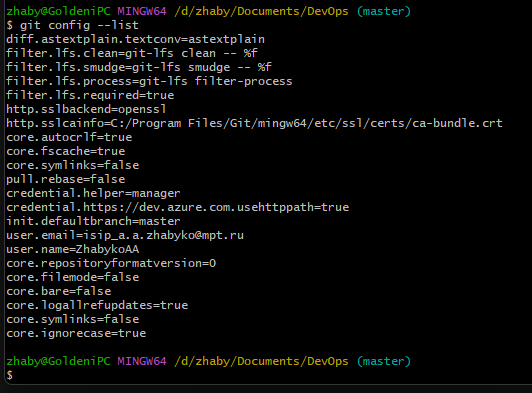 zhaby@GoldeniPC MINGW64 /d/zhaby/Documents/DevOps (master)
$ git config --list
diff.astextplain.textconv=astextplain
filter.lfs.clean=git-lfs clean -- %f
filter.lfs.smudge=git-lfs smudge -- %f
filter.lfs.process=git-lfs filter-process
filter.lfs.required=true
http.sslbackend=openssl
http.sslcainfo=C:/Program Files/Git/mingw64/etc/ssl/certs/ca-bundle.crt
core.autocrlf=true
core.fscache=true
core.symlinks=false
pull.rebase=false
credential.helper=manager
credential.https://dev.azure.com.usehttppath=true
init.defaultbranch=master
user.email=isip_a.a.zhabyko@mpt.ru
user.name=ZhabykoAA
core.repositoryformatversion=0
core.filemode=false
core.bare=false
core.logallrefupdates=true
core.symlinks=false
core.ignorecase=true
zhaby@GoldeniPC MINGW64 /d/zhaby/Documents/DevOps (master)
$